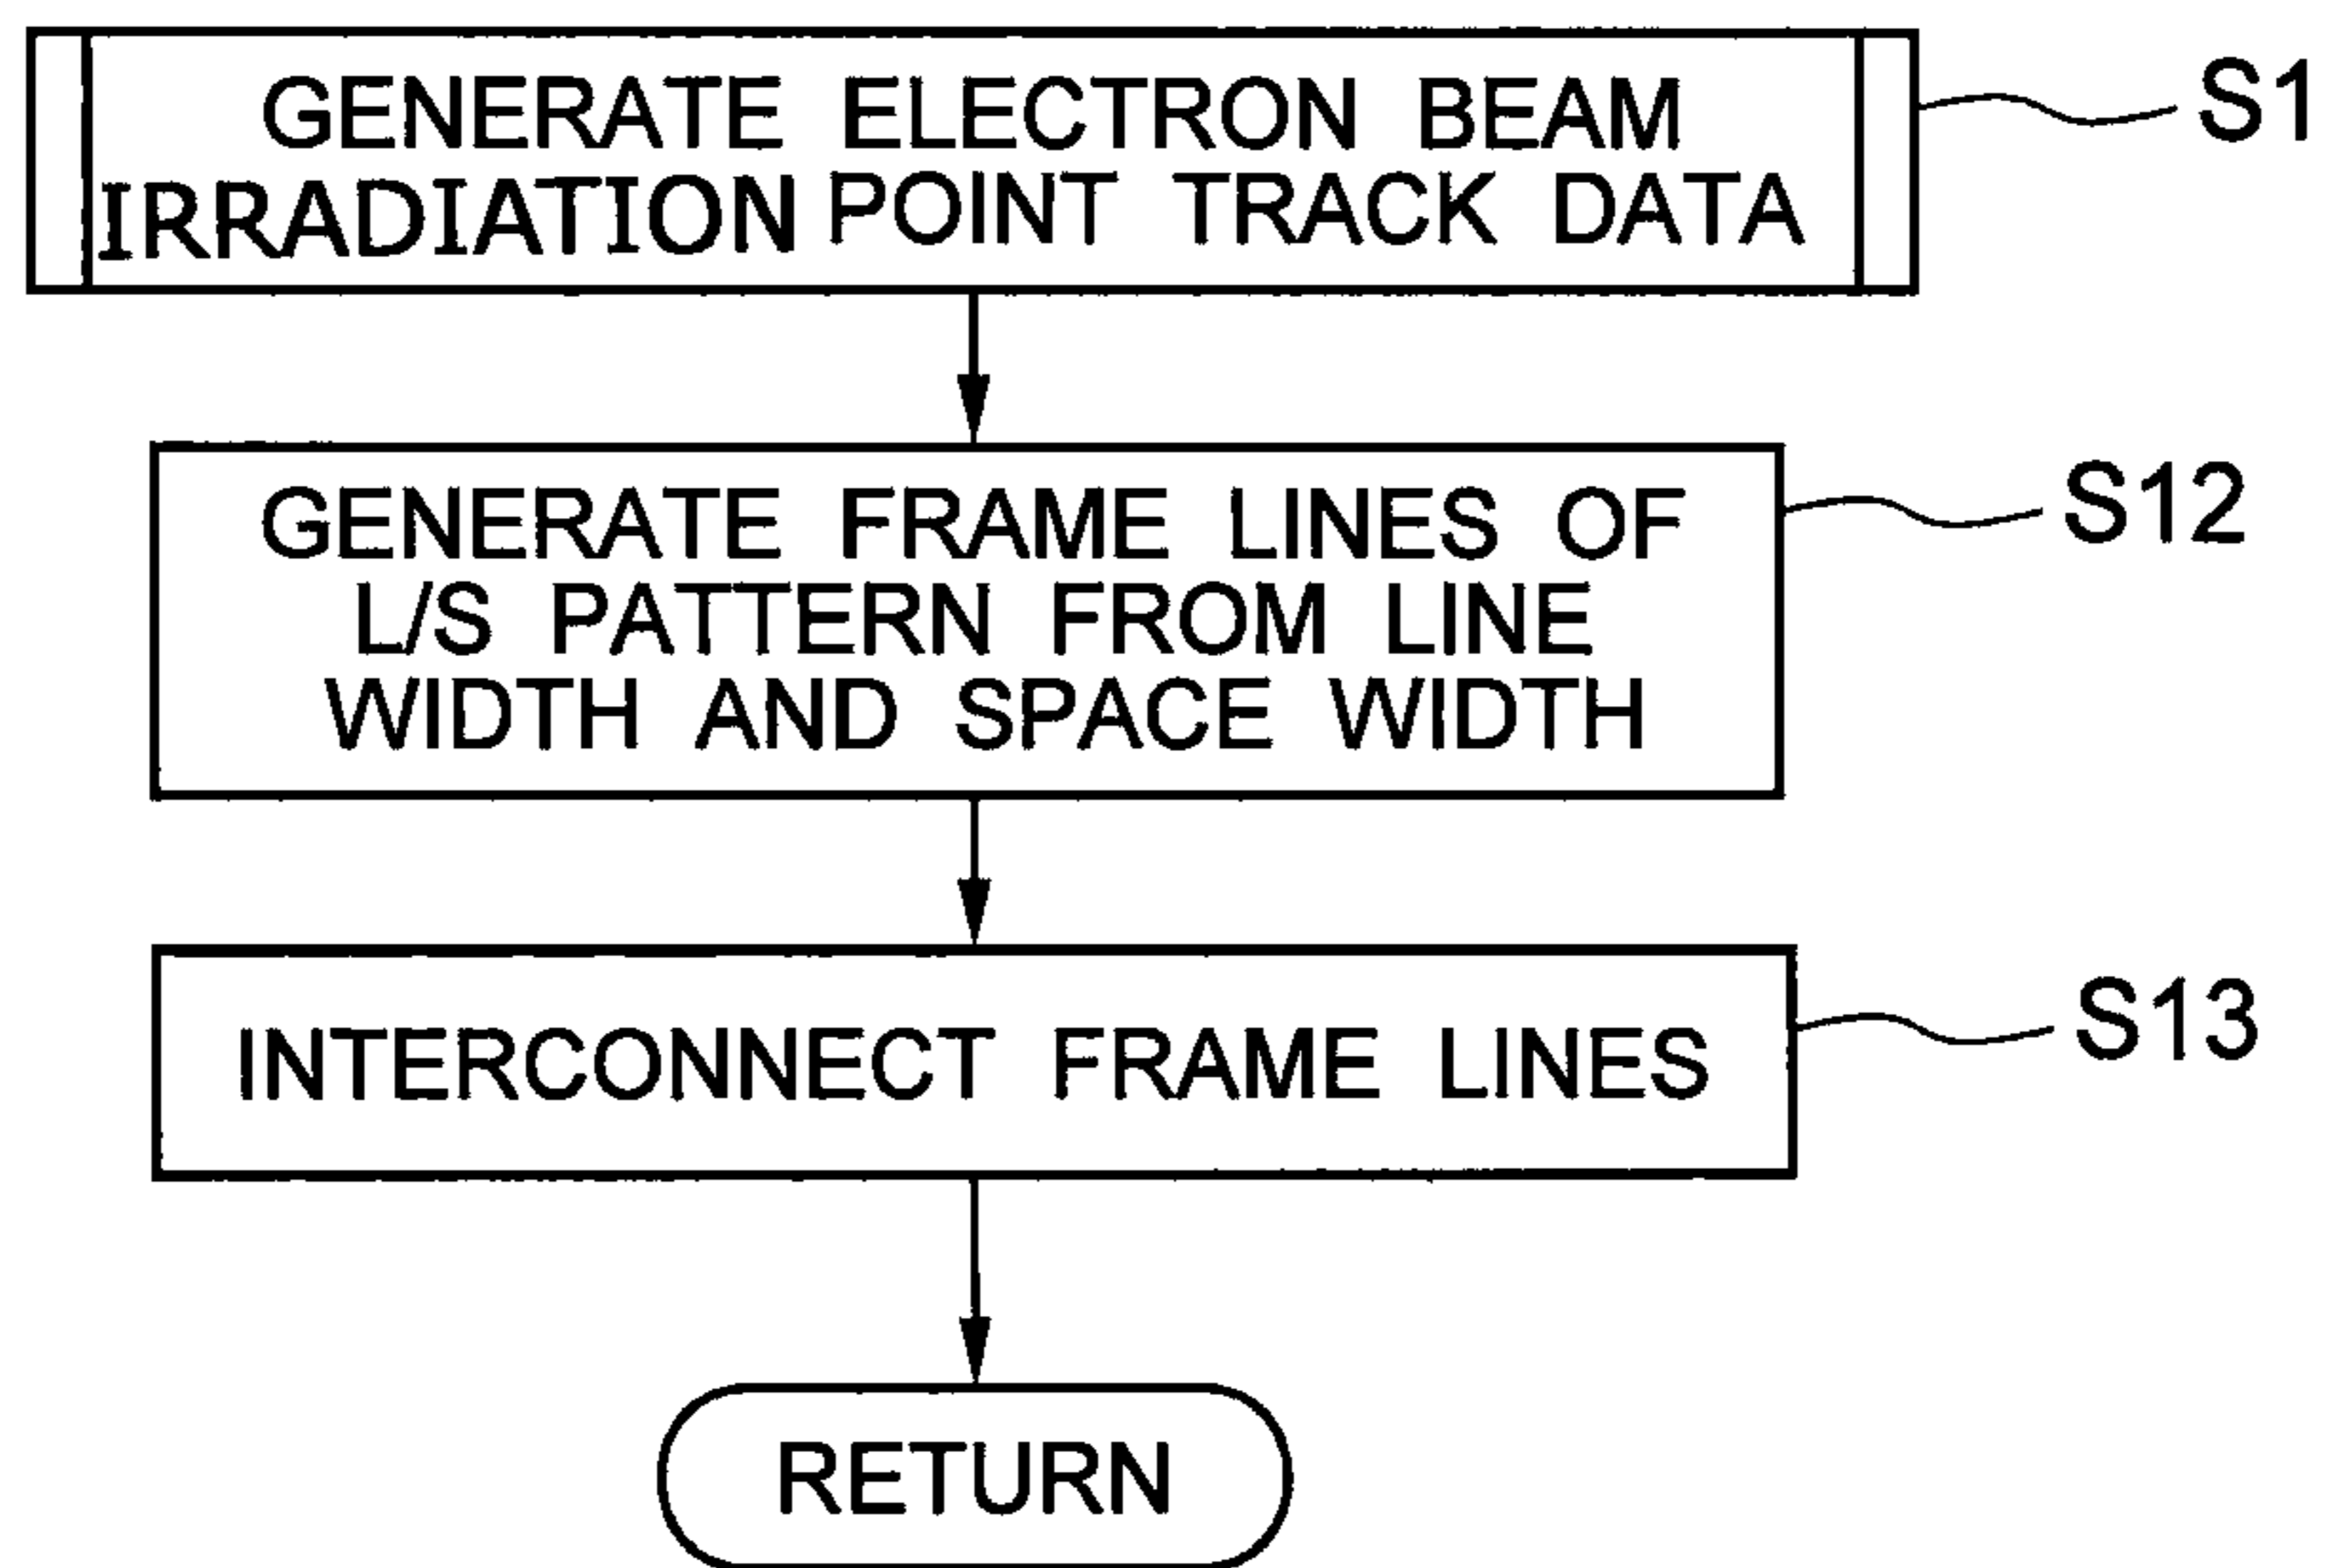 GENERATE ELECTRON BEAM
IRRADIATION POINT TRACK DATA
S1
GENERATE FRAME LINES OF
L/S PATTERN FROM LINE
WIDTH AND SPACE WIDTH
S12
INTERCONNECT FRAME LINES
S13
RETURN